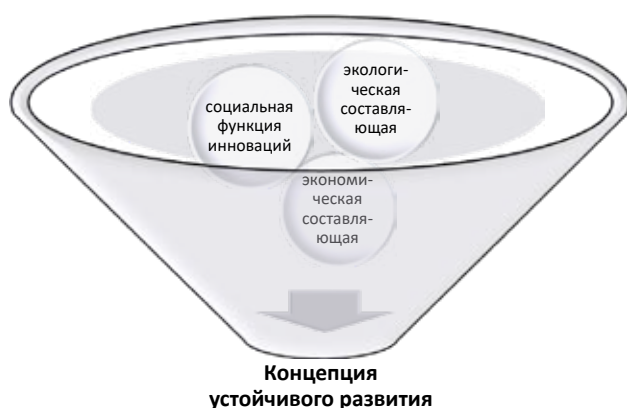 экологи-
ческая
составля-
ющая
социальная
функция
инноваций
экономи-
ческая
составля-
ющая
Концепция
устойчивого развития